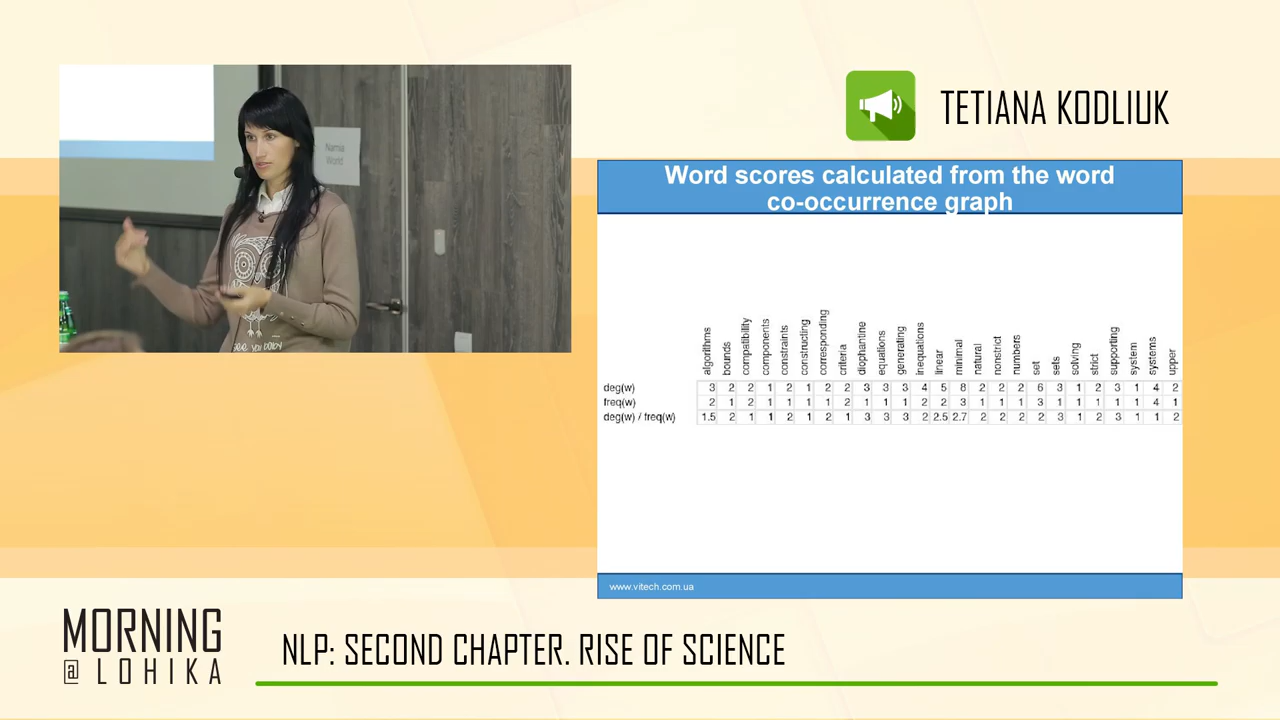 TETIANA KODLIUK
Narnia
World
Word scores calculated from the word
co-occurrence graph
algorithms bounds compatibility components constraints constructing corresponding criteria diophantine equations generating inequations linear minimal natural nonstrict numbers set sets solving strict supporting system systems upper
deg(w) 3 2 2 1 2 1 2 2 3 3 3 4 5 8 2 2 2 6 3 1 2 3 1 4 2
freq(w) 2 1 2 1 1 1 1 2 1 1 1 2 2 3 1 1 1 3 1 1 1 1 1 4 1
deg(w) / freq(w) 1.5 2 1 1 2 1 2 1 3 3 3 2 2.5 2.7 2 2 2 2 3 1 2 3 1 1 2
www.vitech.com.ua
MORNING
@ LOHIKA
NLP: SECOND CHAPTER. RISE OF SCIENCE